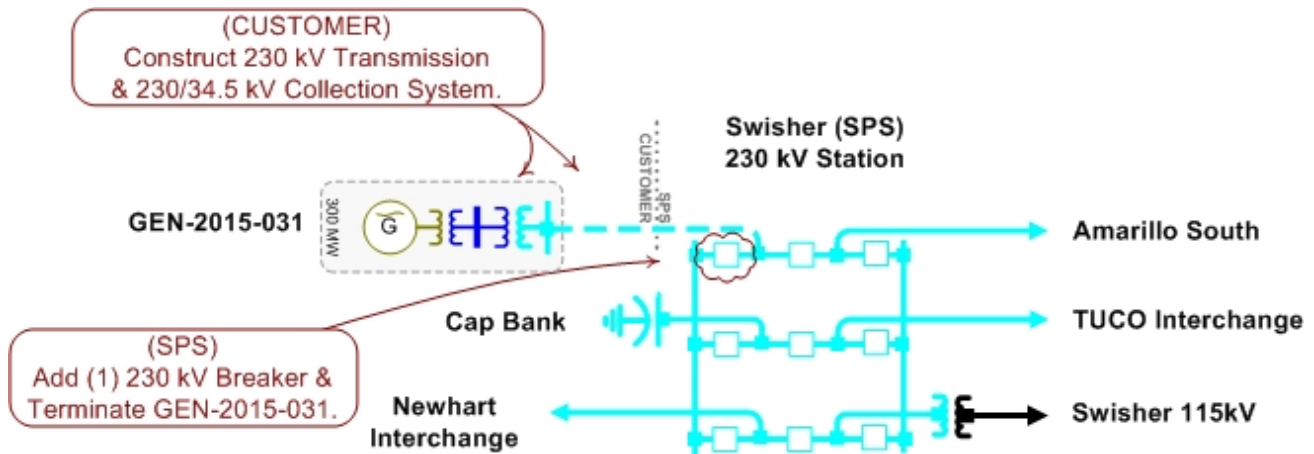 (CUSTOMER)
Construct 230 kV Transmission
& 230/34.5 kV Collection System.
Swisher (SPS)
230 kV Station
CUSTOMER
SPS
GEN-2015-031
300 MW
G
Amarillo South
Cap Bank
TUCO Interchange
(SPS)
Add (1) 230 kV Breaker &
Terminate GEN-2015-031.
Newhart
Interchange
Swisher 115kV